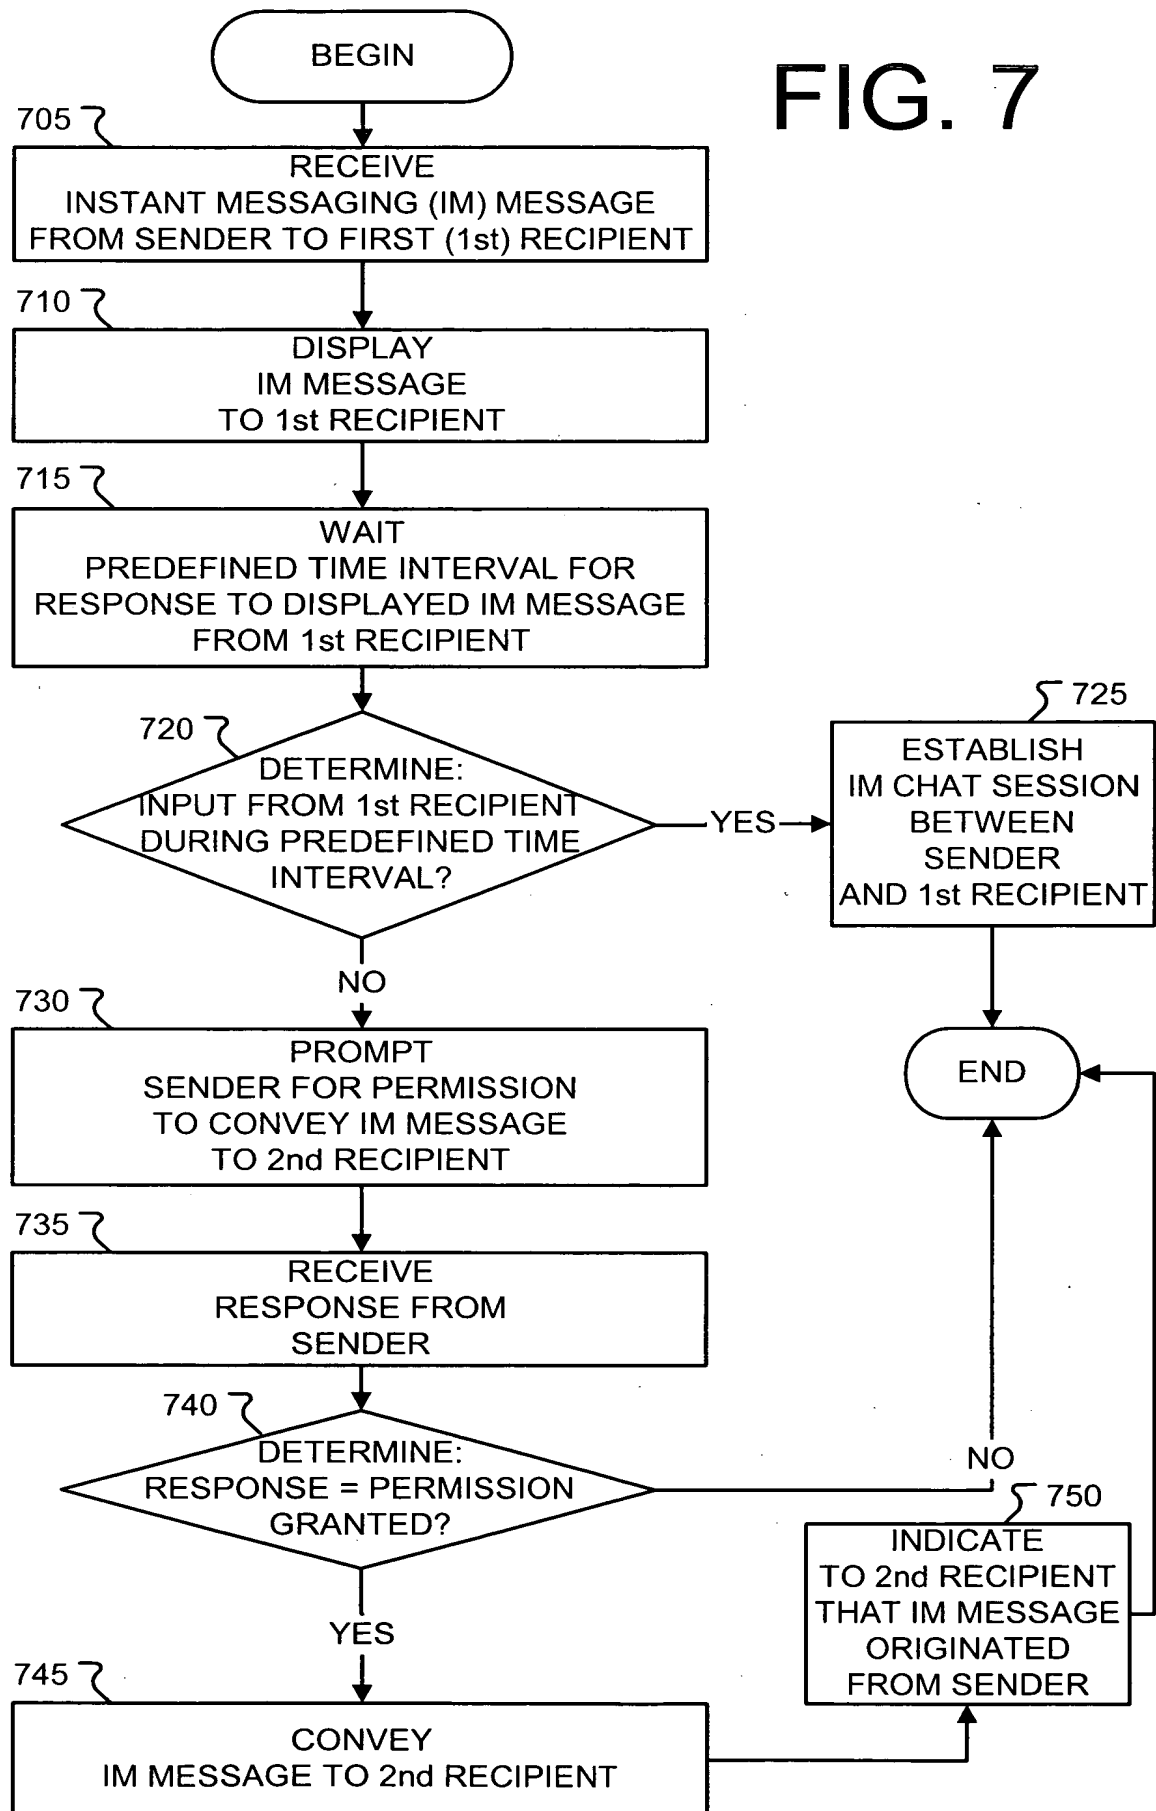 BEGIN
FIG. 7
705
RECEIVE
INSTANT MESSAGING (IM) MESSAGE
FROM SENDER TO FIRST (1st) RECIPIENT
710
DISPLAY
IM MESSAGE
TO 1st RECIPIENT
715
WAIT
PREDEFINED TIME INTERVAL FOR
RESPONSE TO DISPLAYED IM MESSAGE
FROM 1st RECIPIENT
720
DETERMINE:
INPUT FROM 1st RECIPIENT
DURING PREDEFINED TIME
INTERVAL?
YES
725
ESTABLISH
IM CHAT SESSION
BETWEEN
SENDER
AND 1st RECIPIENT
NO
END
730
PROMPT
SENDER FOR PERMISSION
TO CONVEY IM MESSAGE
TO 2nd RECIPIENT
735
RECEIVE
RESPONSE FROM
SENDER
740
DETERMINE:
RESPONSE = PERMISSION
GRANTED?
NO
YES
750
INDICATE
TO 2nd RECIPIENT
THAT IM MESSAGE
ORIGINATED
FROM SENDER
745
CONVEY
IM MESSAGE TO 2nd RECIPIENT